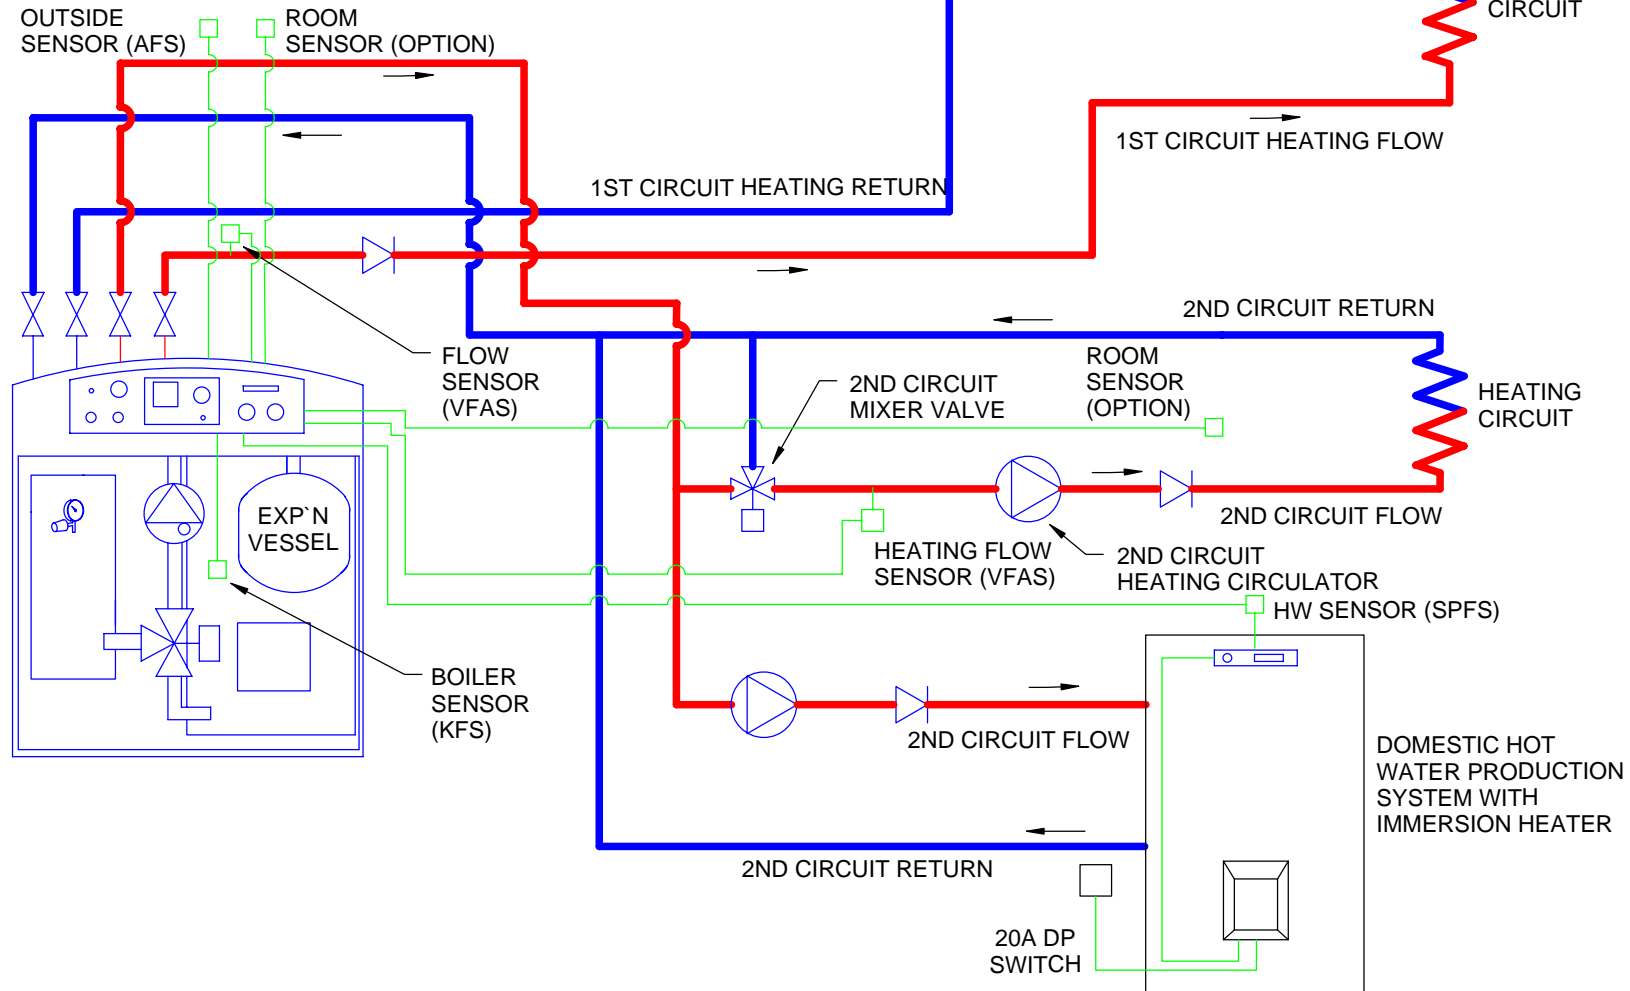 OUTSIDE
SENSOR (AFS)
ROOM
SENSOR (OPTION)
CIRCUIT
1ST CIRCUIT HEATING FLOW
1ST CIRCUIT HEATING RETURN
2ND CIRCUIT RETURN
FLOW
SENSOR
(VFAS)
2ND CIRCUIT
MIXER VALVE
ROOM
SENSOR
(OPTION)
HEATING
CIRCUIT
EXP`N
VESSEL
2ND CIRCUIT FLOW
HEATING FLOW
SENSOR (VFAS)
2ND CIRCUIT
HEATING CIRCULATOR
HW SENSOR (SPFS)
BOILER
SENSOR
(KFS)
2ND CIRCUIT FLOW
DOMESTIC HOT
WATER PRODUCTION
SYSTEM WITH
IMMERSION HEATER
2ND CIRCUIT RETURN
20A DP
SWITCH